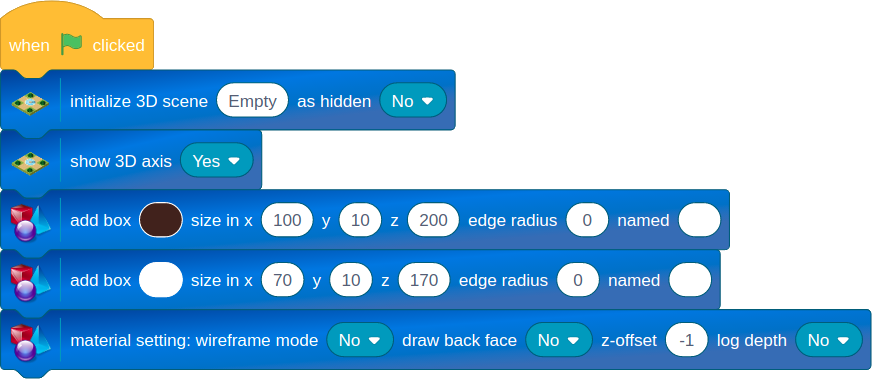 when clicked
initialize 3D scene Empty as hidden No
show 3D axis Yes
add box size in x 100 y 10 z 200 edge radius 0 named
add box size in x 70 y 10 z 170 edge radius 0 named
material setting: wireframe mode No draw back face No z-offset -1 log depth No